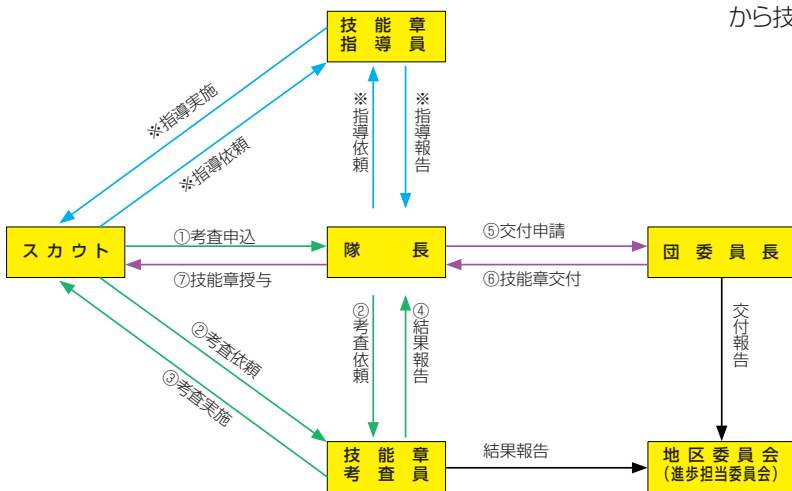 から技
技能章
指導員
※指導実施
※指導依頼
※指導依頼
※指導報告
スカウト
①考査申込
隊長
⑤交付申請
団委員長
⑦技能章授与
⑥技能章交付
②考査依頼
③考査実施
②考査依頼
④結果報告
交付報告
技能章
考査員
結果報告
地区委員会
(進歩担当委員会)